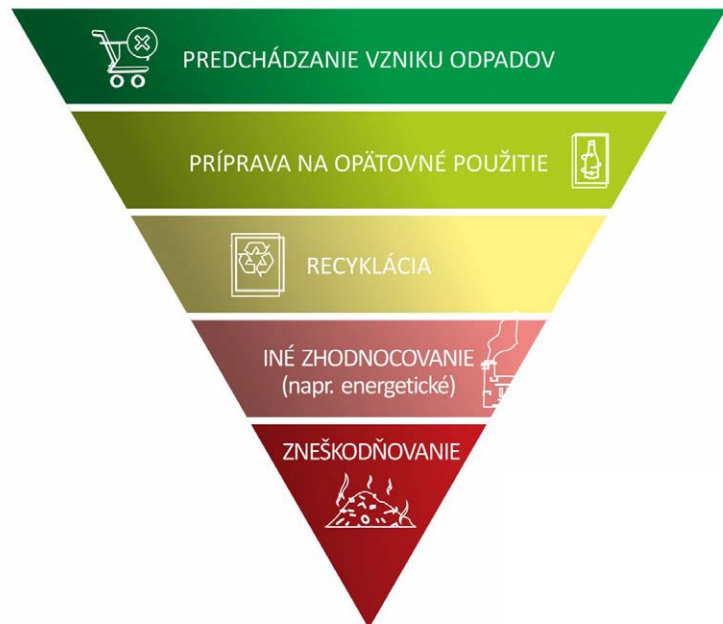 PREDCHÁDZANIE VZNIKU ODPADOV
PRÍPRAVA NA OPÄTOVNÉ POUŽITIE
RECYKLÁCIA
INÉ ZHODNOCOVANIE
(napr. energetické)
ZNEŠKODŇOVANIE